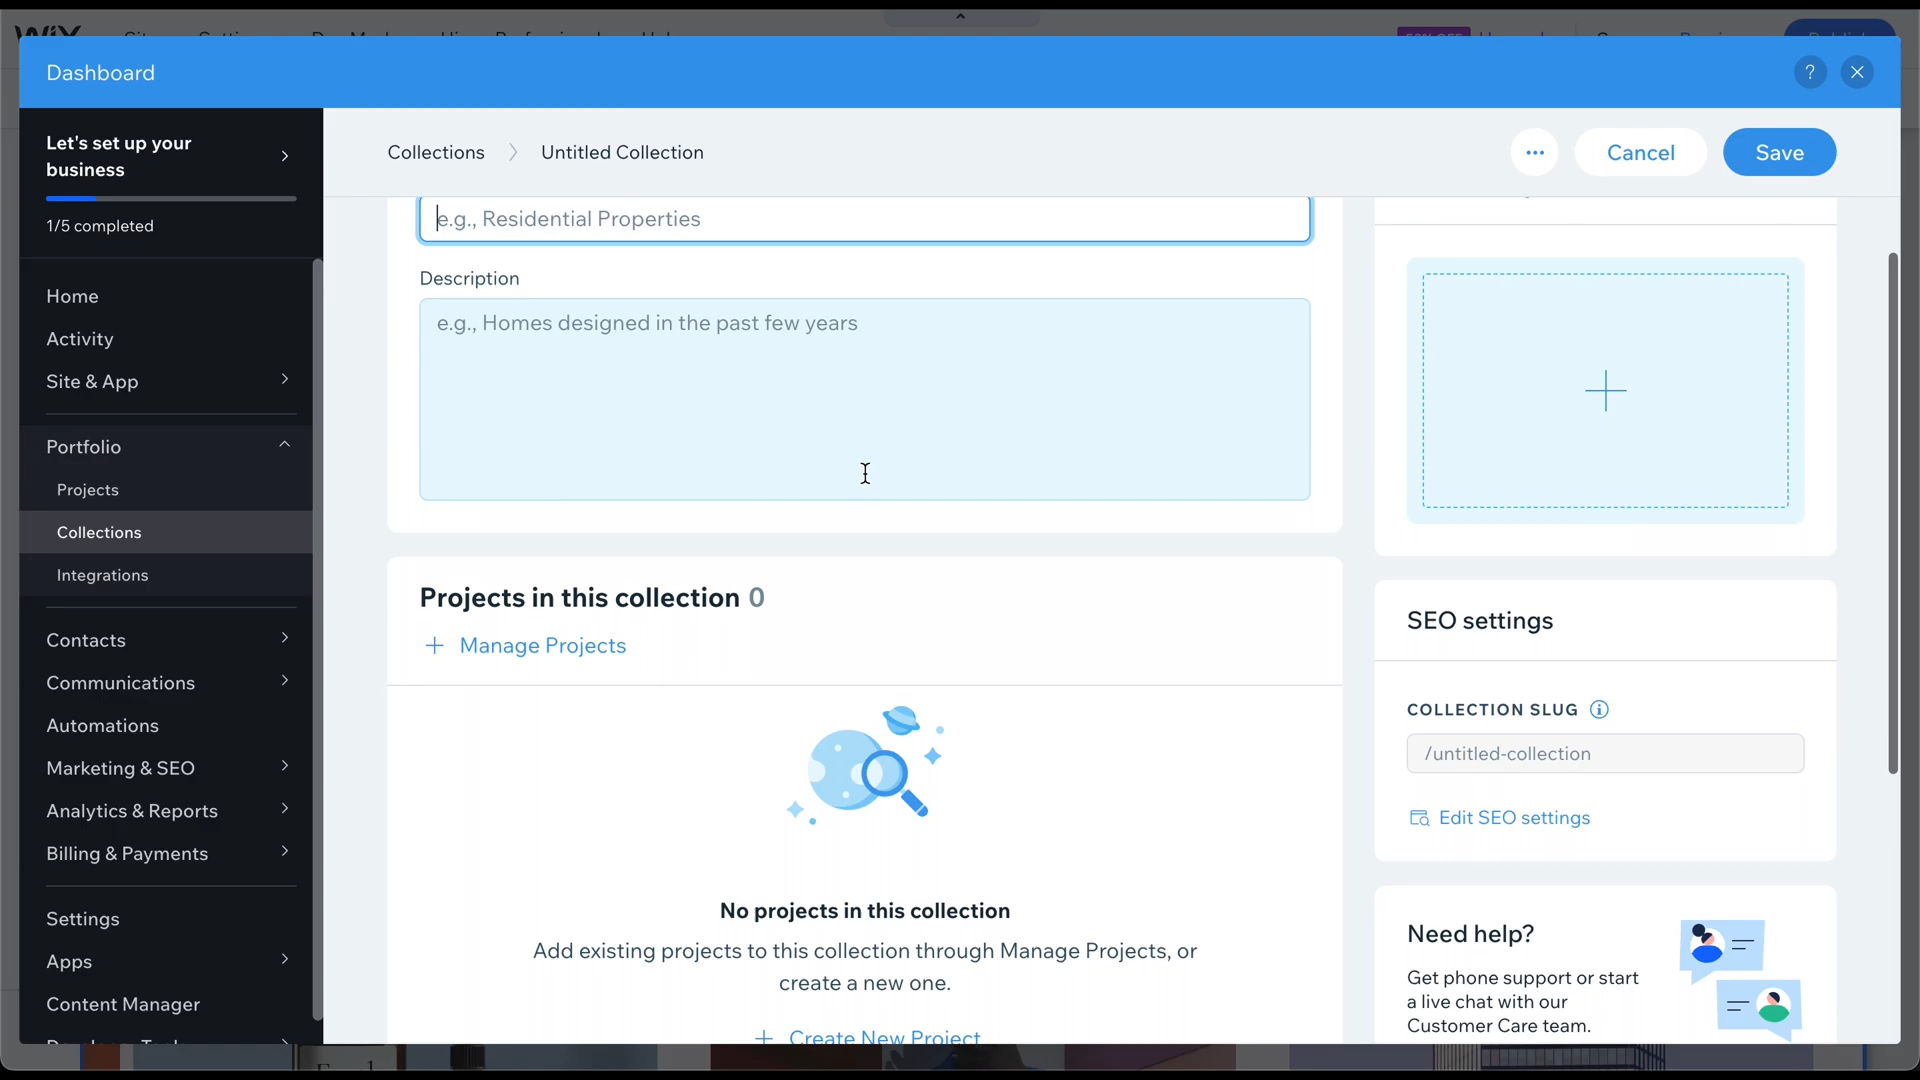 Dashboard
?
Let's set up your
business
1/5 completed
Home
Activity
Site & App
Portfolio
Projects
Collections
Integrations
Contacts
Communications
Automations
Marketing & SEO
Analytics & Reports
Billing & Payments
Settings
Apps
Content Manager
Collections > Untitled Collection
Cancel
Save
e.g., Residential Properties
Description
e.g., Homes designed in the past few years
Projects in this collection 0
+ Manage Projects
No projects in this collection
Add existing projects to this collection through Manage Projects, or
create a new one.
+ Create New Project
SEO settings
COLLECTION SLUG
/untitled-collection
Edit SEO settings
Need help?
Get phone support or start
a live chat with our
Customer Care team.